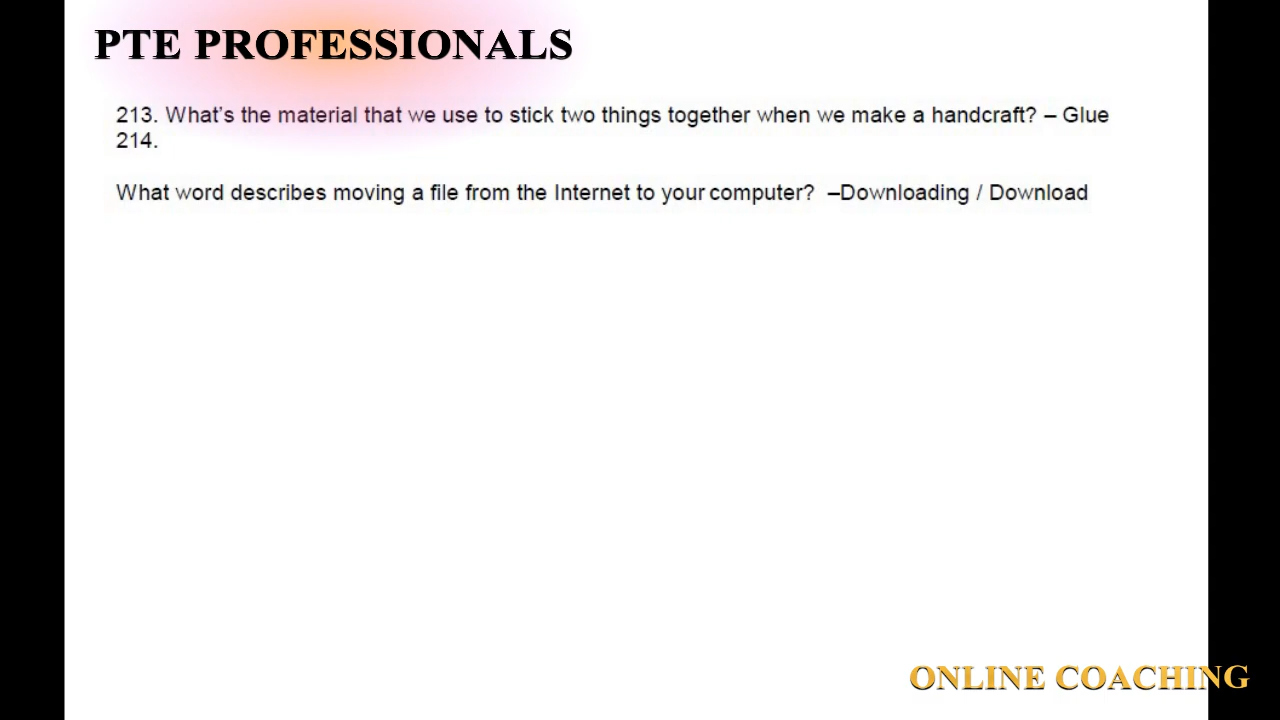 PTE PROFESSIONALS
213. What's the material that we use to stick two things together when we make a handcraft? – Glue
214.
What word describes moving a file from the Internet to your computer? –Downloading / Download
ONLINE COACHING